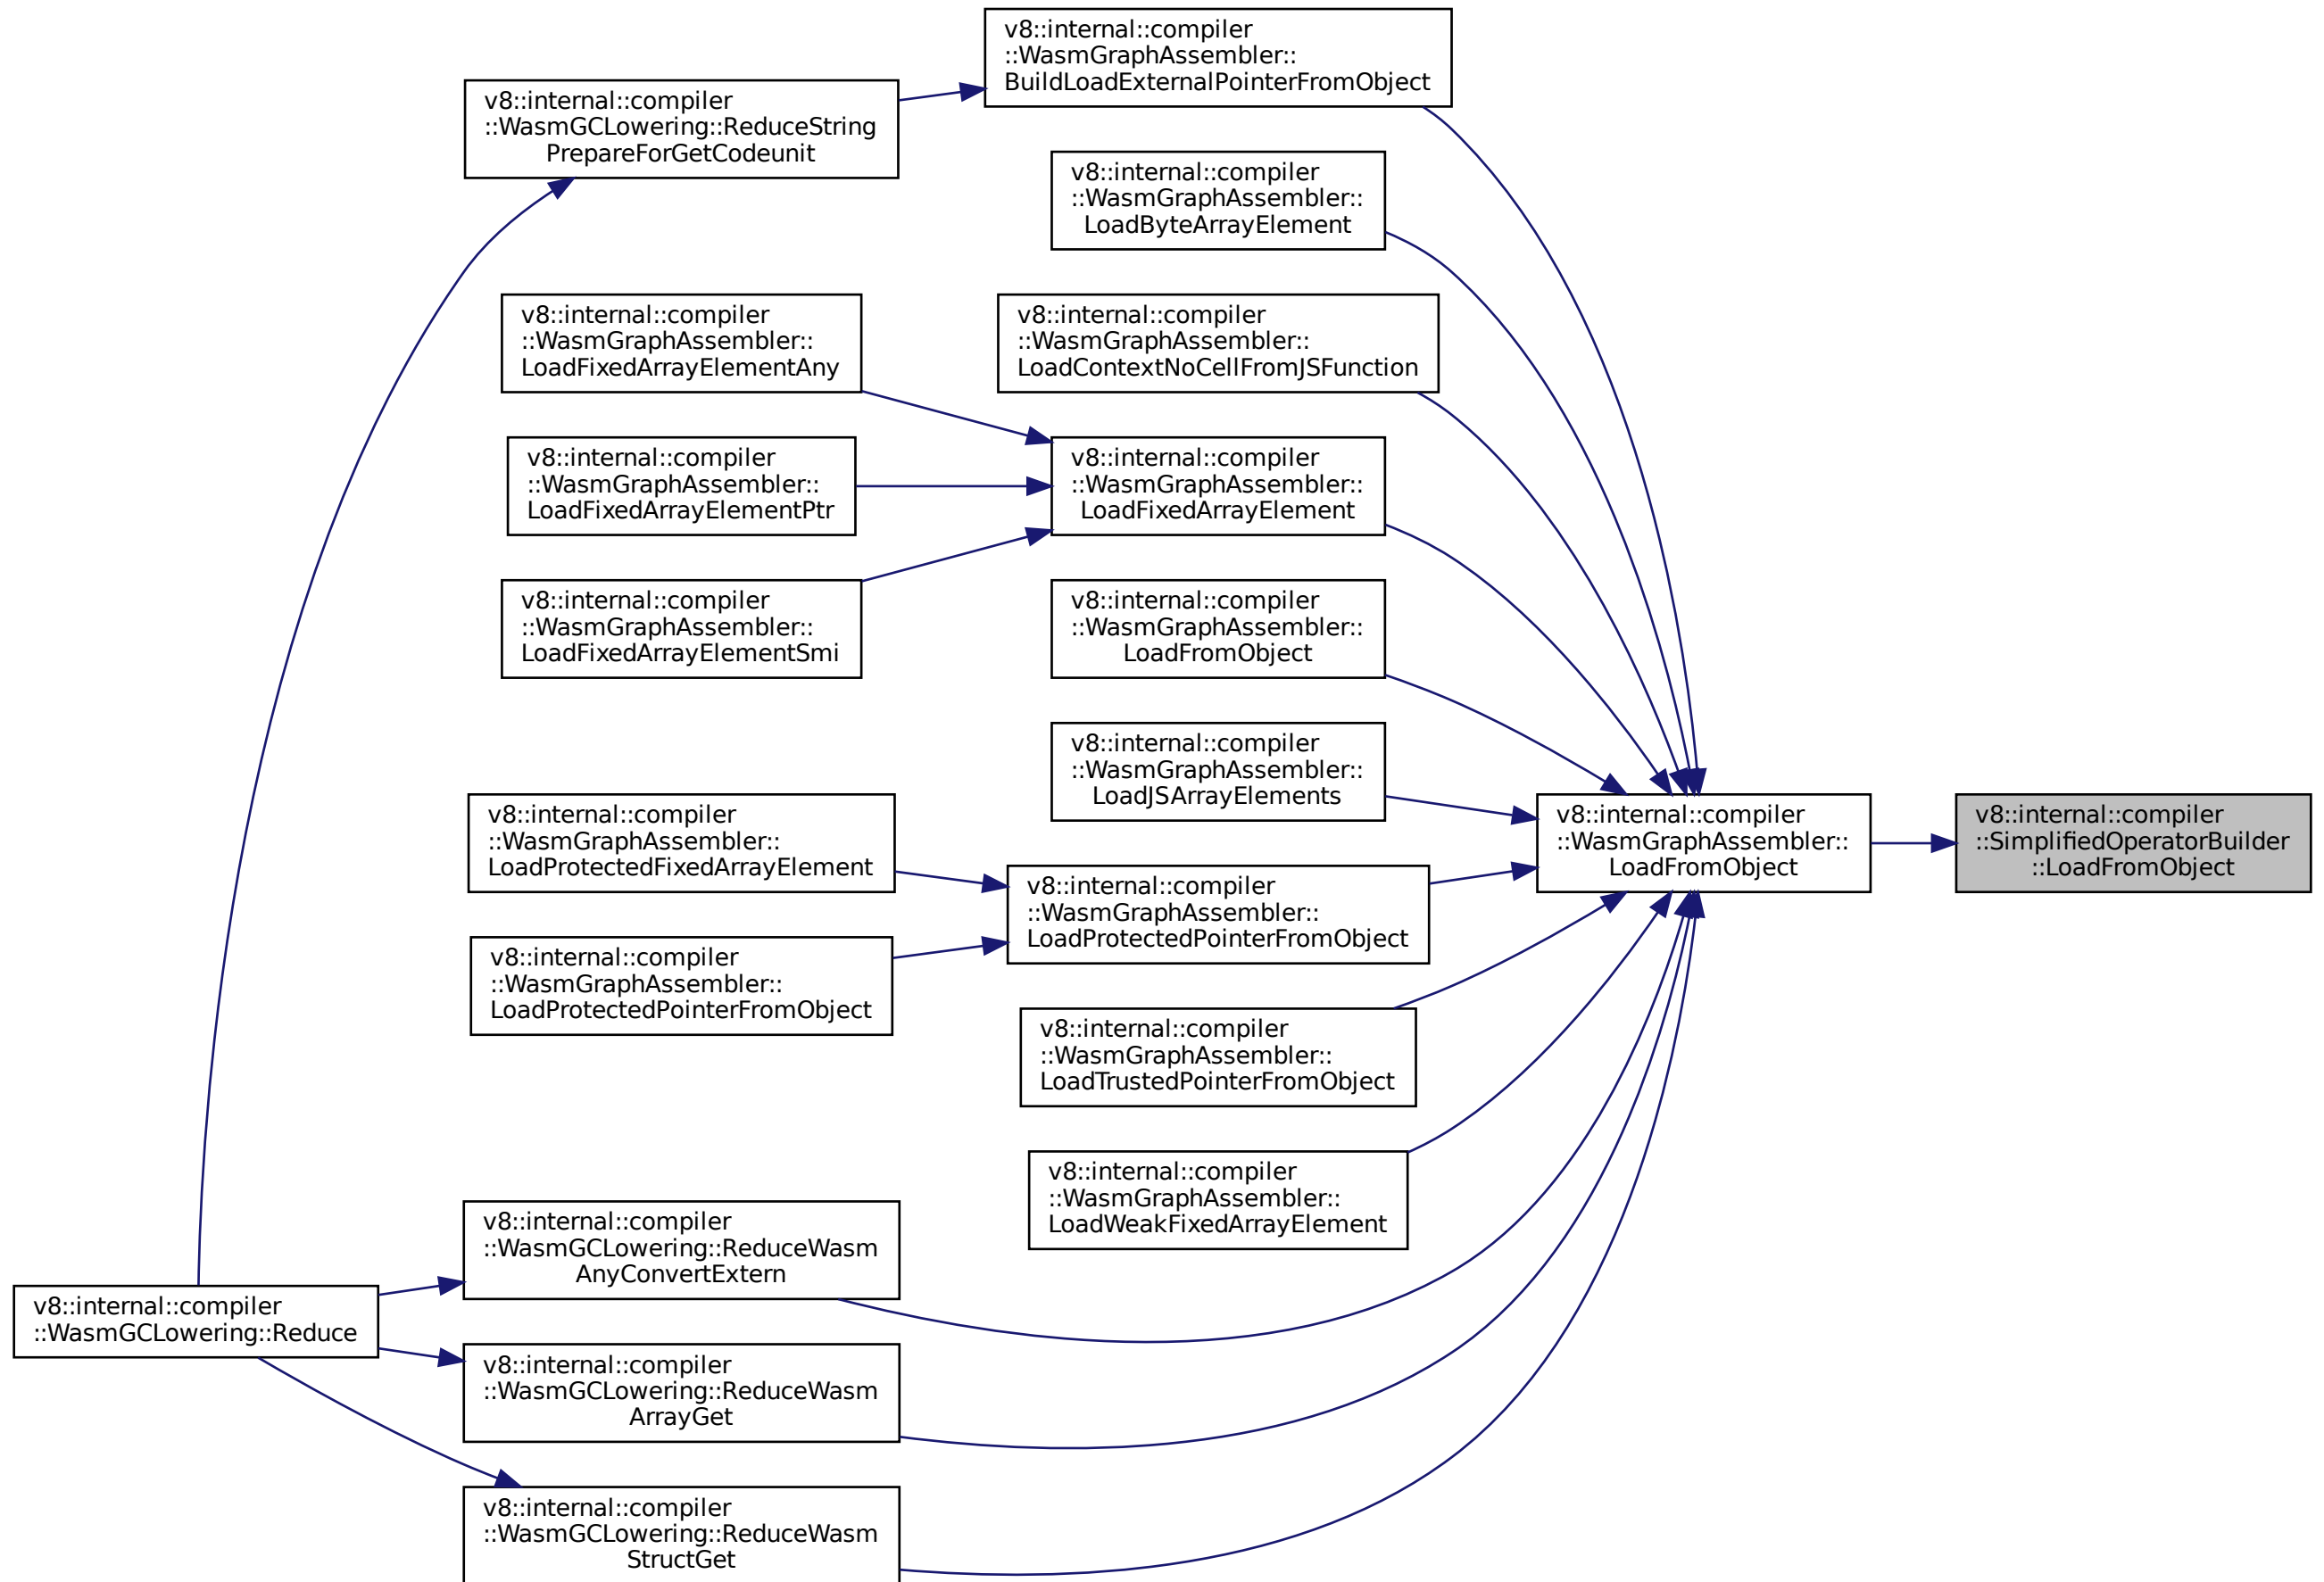 v8::internal::compiler
::WasmGraphAssembler::
BuildLoadExternalPointerFromObject
v8::internal::compiler
::WasmGCLowering::ReduceString
PrepareForGetCodeunit
v8::internal::compiler
::WasmGraphAssembler::
LoadByteArrayElement
v8::internal::compiler
::WasmGraphAssembler::
LoadFixedArrayElementAny
v8::internal::compiler
::WasmGraphAssembler::
LoadContextNoCellFromJSFunction
v8::internal::compiler
::WasmGraphAssembler::
LoadFixedArrayElementPtr
v8::internal::compiler
::WasmGraphAssembler::
LoadFixedArrayElement
v8::internal::compiler
::WasmGraphAssembler::
LoadFixedArrayElementSmi
v8::internal::compiler
::WasmGraphAssembler::
LoadFromObject
v8::internal::compiler
::WasmGraphAssembler::
LoadJSArrayElements
v8::internal::compiler
::WasmGraphAssembler::
LoadProtectedFixedArrayElement
v8::internal::compiler
::WasmGraphAssembler::
LoadFromObject
v8::internal::compiler
::SimplifiedOperatorBuilder
::LoadFromObject
v8::internal::compiler
::WasmGraphAssembler::
LoadProtectedPointerFromObject
v8::internal::compiler
::WasmGraphAssembler::
LoadProtectedPointerFromObject
v8::internal::compiler
::WasmGraphAssembler::
LoadTrustedPointerFromObject
v8::internal::compiler
::WasmGraphAssembler::
LoadWeakFixedArrayElement
v8::internal::compiler
::WasmGCLowering::ReduceWasm
AnyConvertExtern
v8::internal::compiler
::WasmGCLowering::Reduce
v8::internal::compiler
::WasmGCLowering::ReduceWasm
ArrayGet
v8::internal::compiler
::WasmGCLowering::ReduceWasm
StructGet